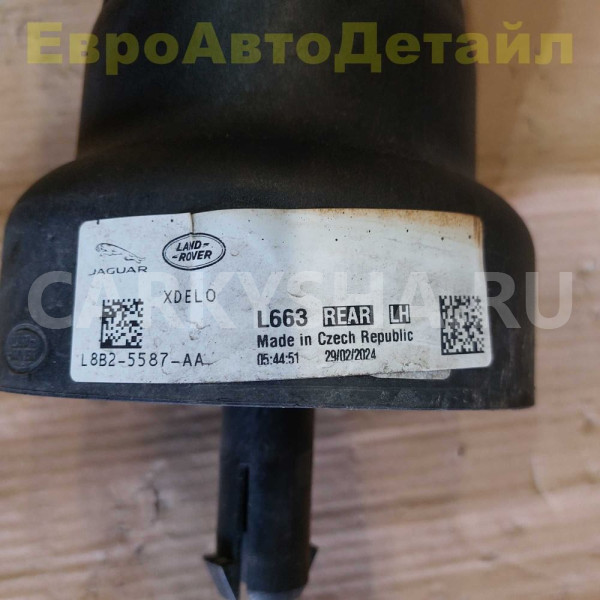 ЕвроАвтоДетайл
JAGUAR
LAND-
-ROVER
XDELO
L663 REAR LH
Made in Czech Republic
05:44:51 29/02/2024
L8B2-5587-AA
CARKYSHA.RU